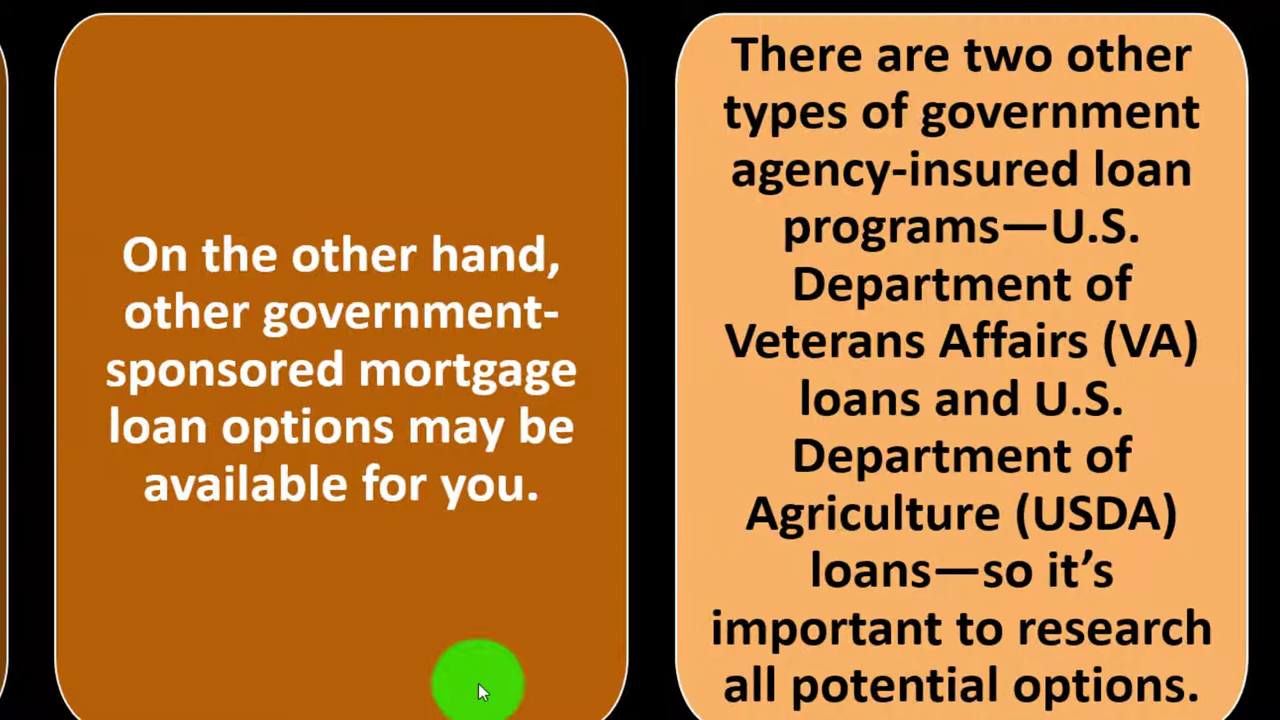 On the other hand,
other government-
sponsored mortgage
loan options may be
available for you.
There are two other
types of government
agency-insured loan
programs—U.S.
Department of
Veterans Affairs (VA)
loans and U.S.
Department of
Agriculture (USDA)
loans—so it’s
important to research
all potential options.